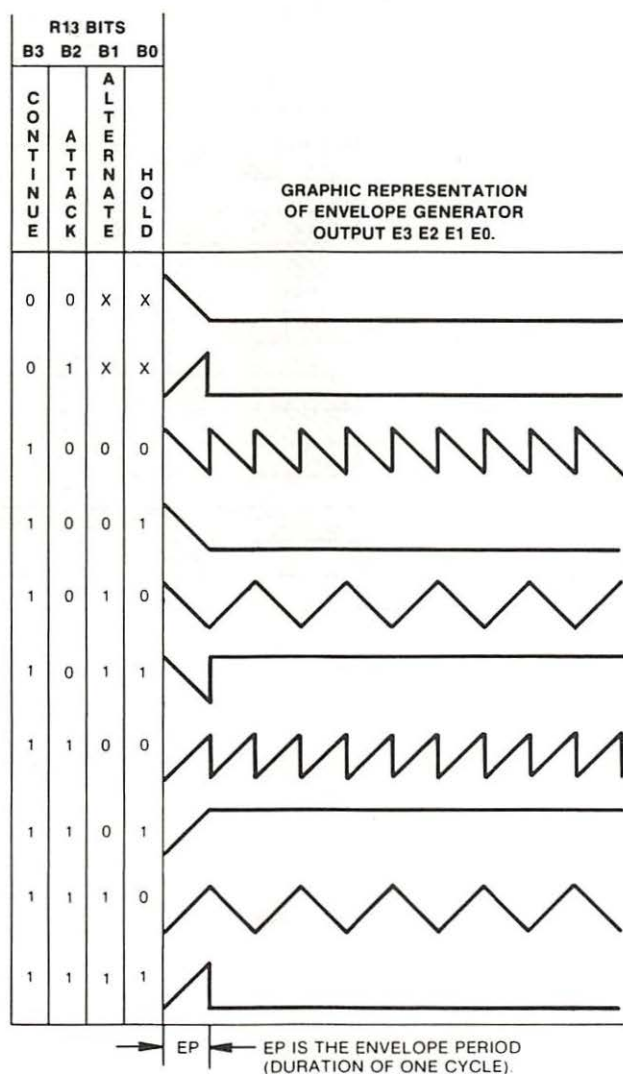 R13 BITS
B3 B2 B1 B0
CONTINUE
ATTACK
ALTERNATE
HOLD
GRAPHIC REPRESENTATION
OF ENVELOPE GENERATOR
OUTPUT E3 E2 E1 E0.
0 0 X X
0 1 X X
1 0 0 0
1 0 0 1
1 0 1 0
1 0 1 1
1 1 0 0
1 1 0 1
1 1 1 0
1 1 1 1
EP
EP IS THE ENVELOPE PERIOD
(DURATION OF ONE CYCLE).